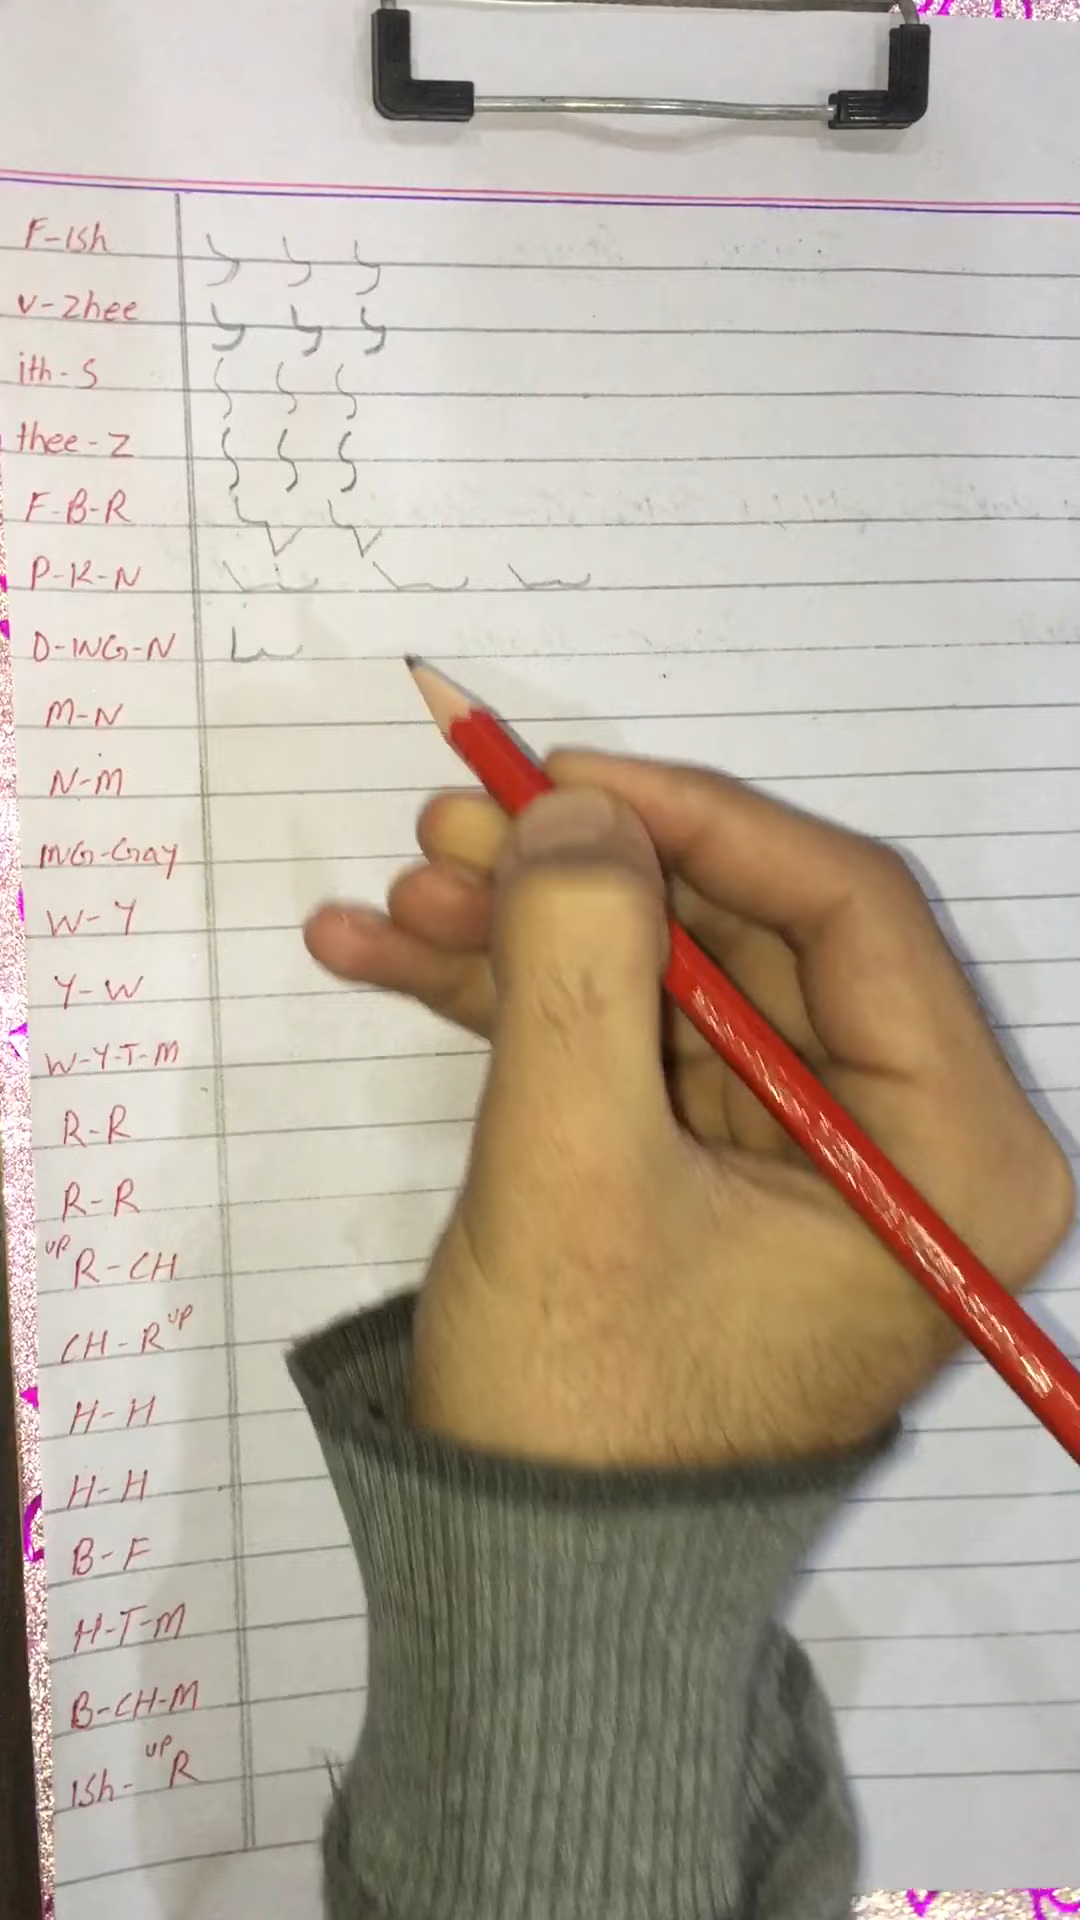 F-Ish
V-Zhee
ith-S
thee-Z
F-B-R
P-K-N
D-ING-N
M-N
N-M
ING-Gay
W-Y
Y-W
W-Y-T-M
R-R
R-R
UP R-CH
CH-R UP
H-H
H-H
B-F
H-T-M
B-CH-M
ISh-UP R